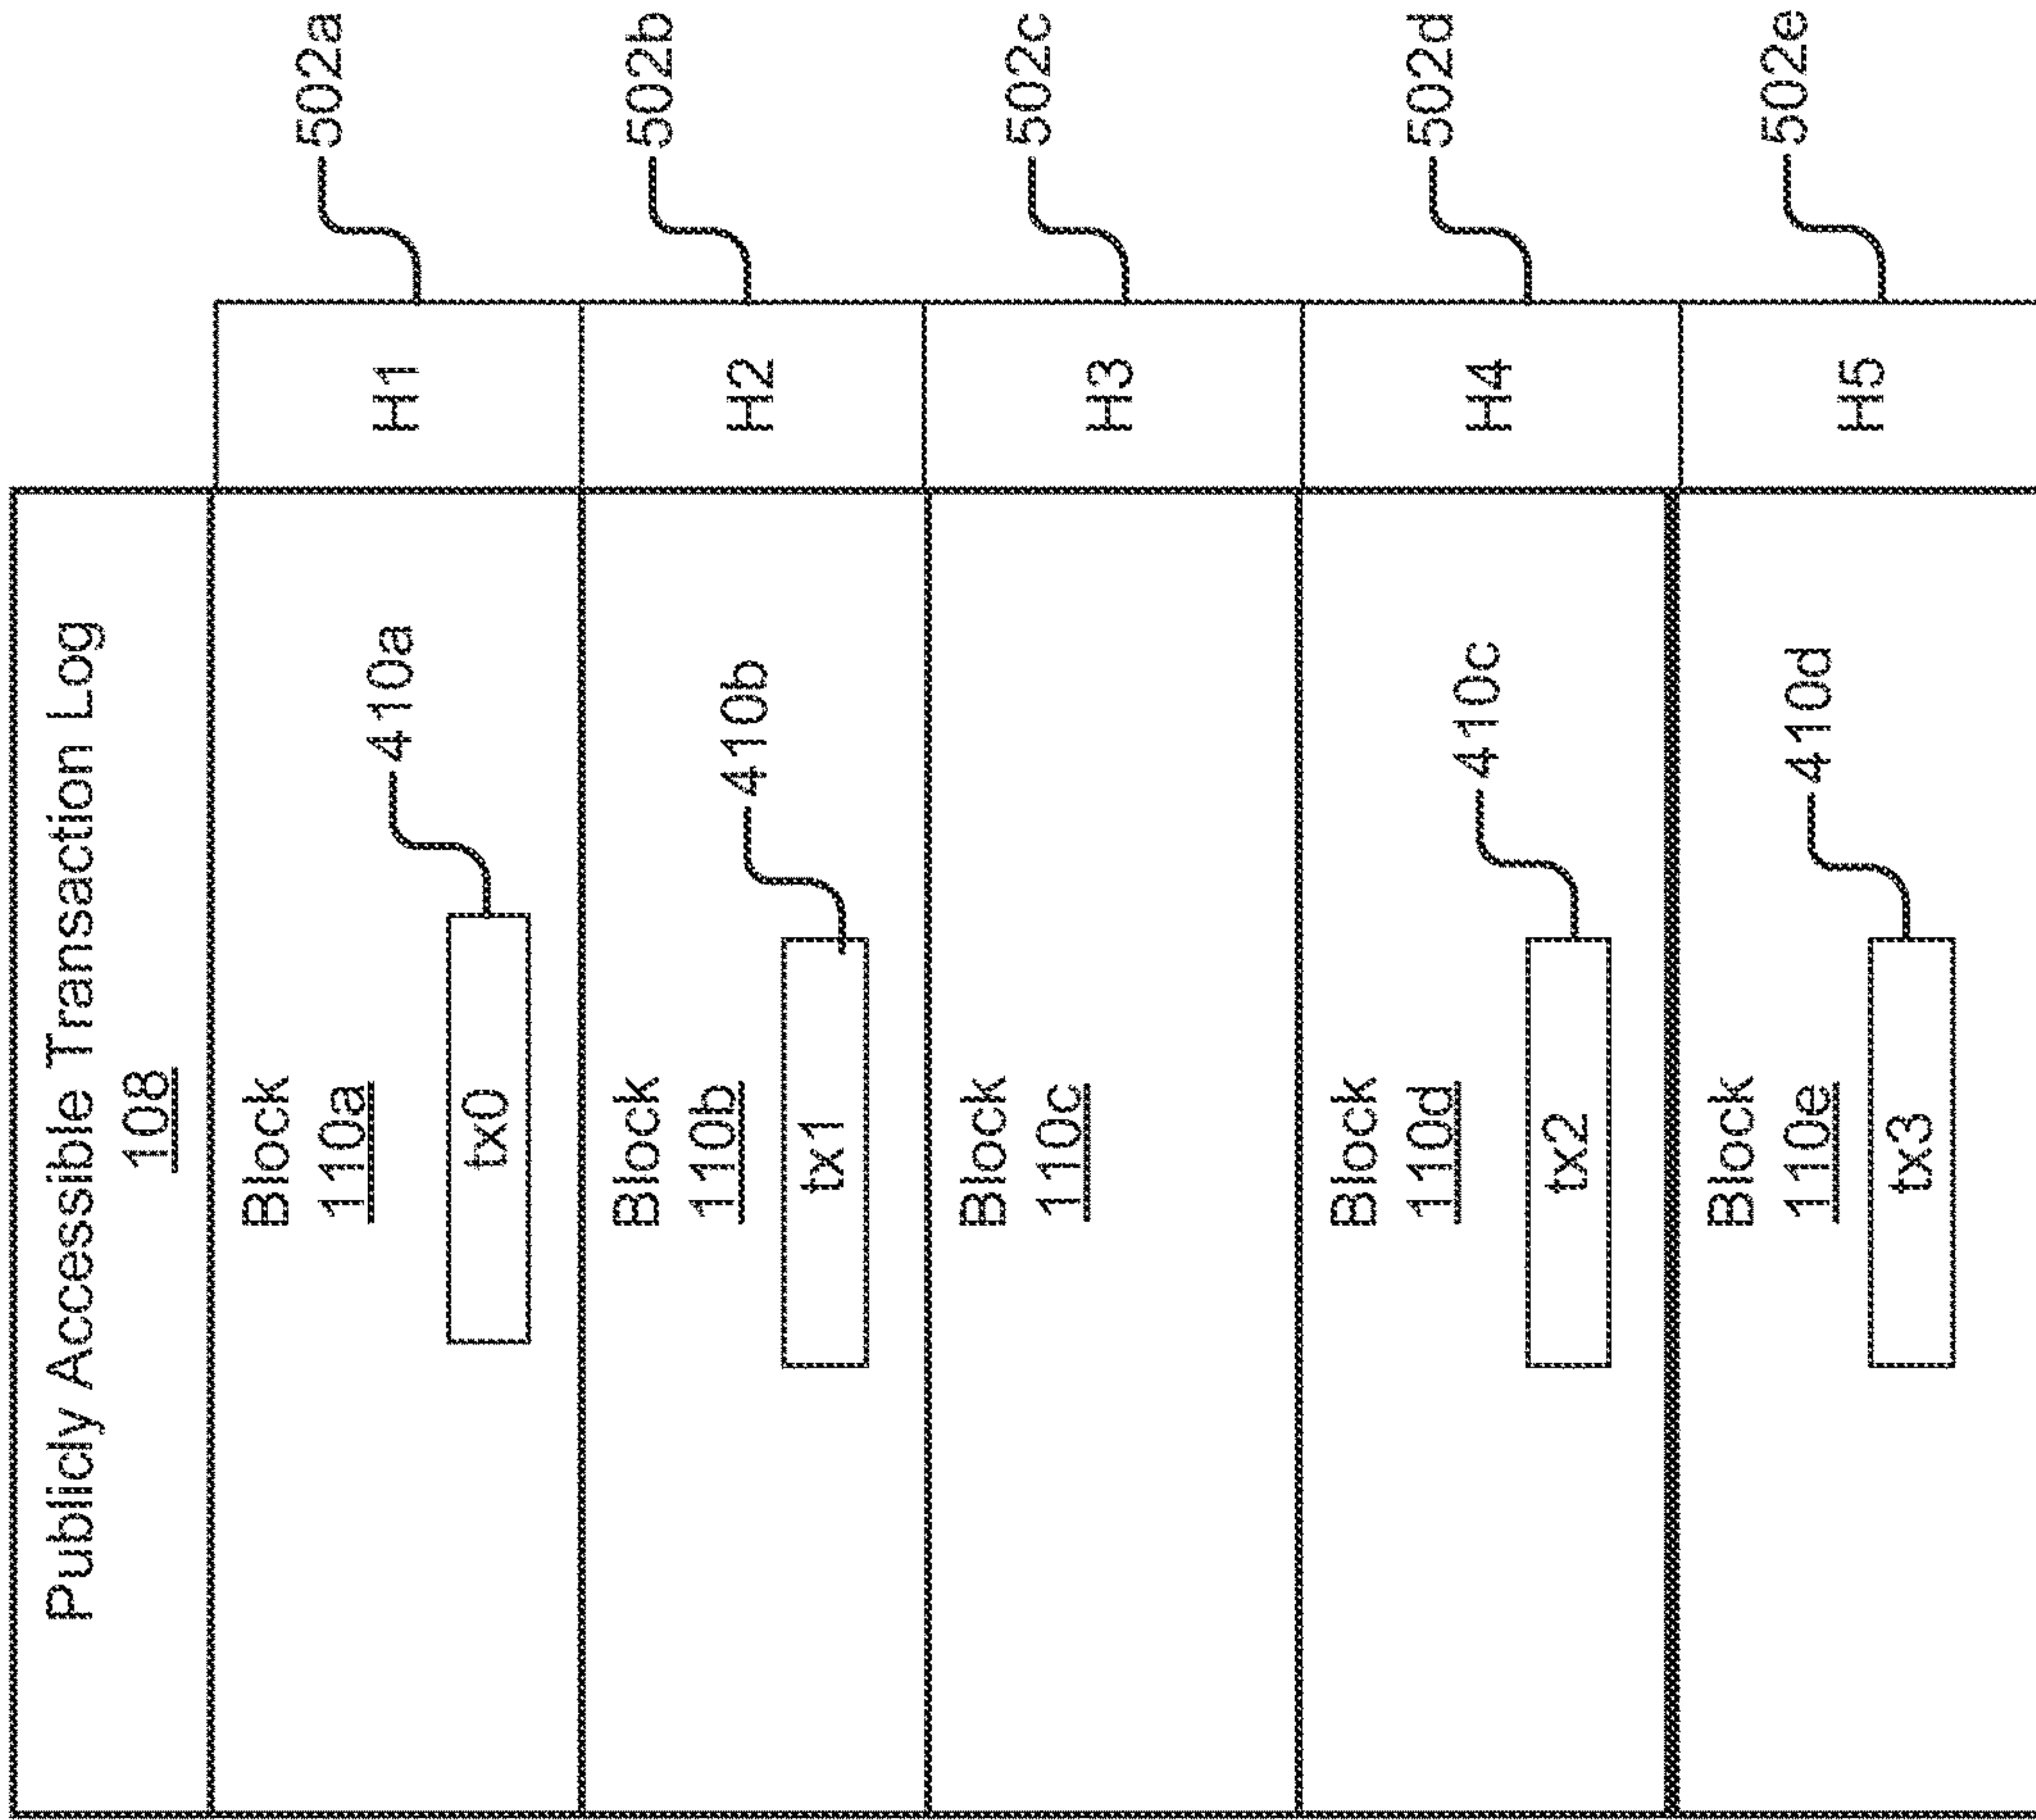 Publicly Accessible Transaction Log
108
Block
110a
tx0
410a
H1
502a
Block
110b
tx1
410b
H2
502b
Block
110c
H3
502c
Block
110d
tx2
410c
H4
502d
Block
110e
tx3
410d
H5
502e